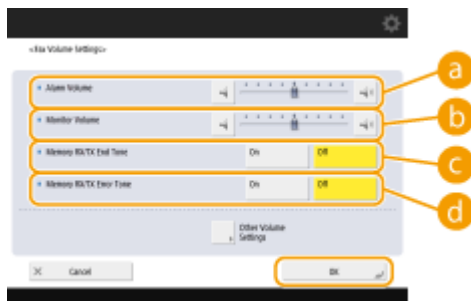 <Fax Volume Settings>
Alarm Volume
a
Monitor Volume
b
Memory RX/TX End Tone
On
Off
c
Memory RX/TX Error Tone
On
Off
d
Other Volume
Settings
Cancel
OK